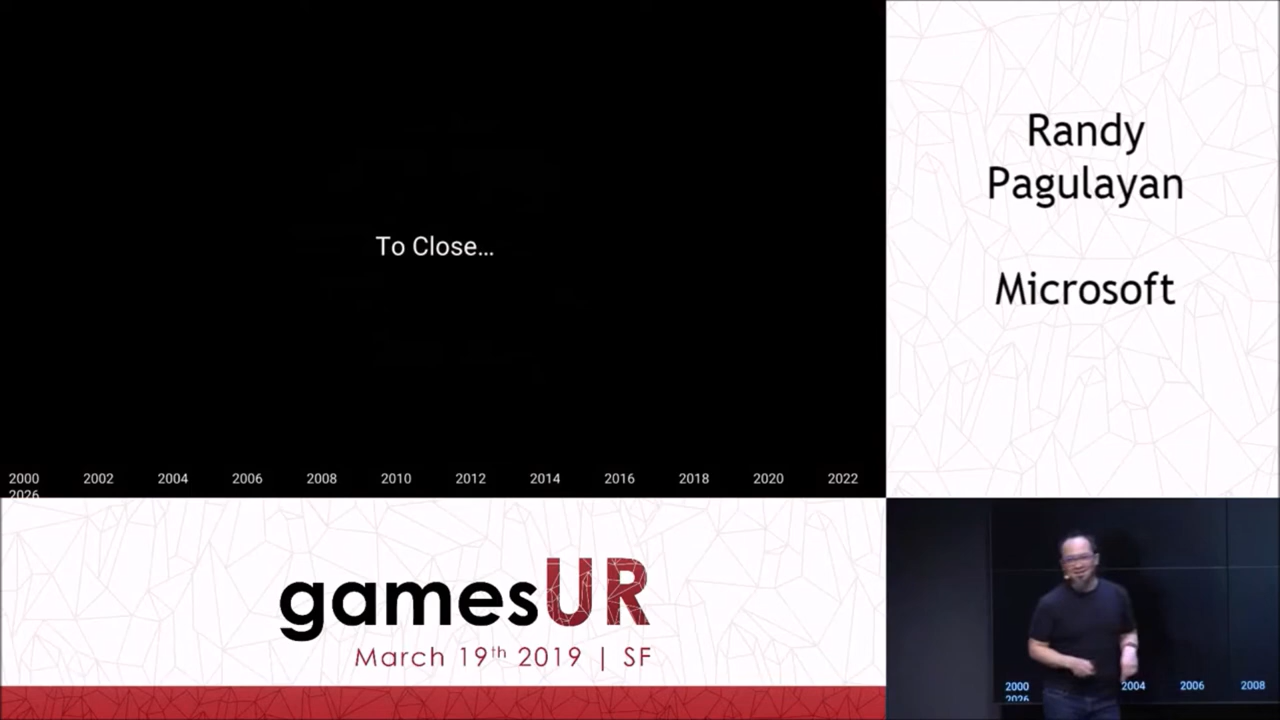 To Close...
2000 2002 2004 2006 2008 2010 2012 2014 2016 2018 2020 2022
2026
Randy
Pagulayan
Microsoft
gamesUR
March 19th 2019 | SF
2000 2004 2006 2008
2026